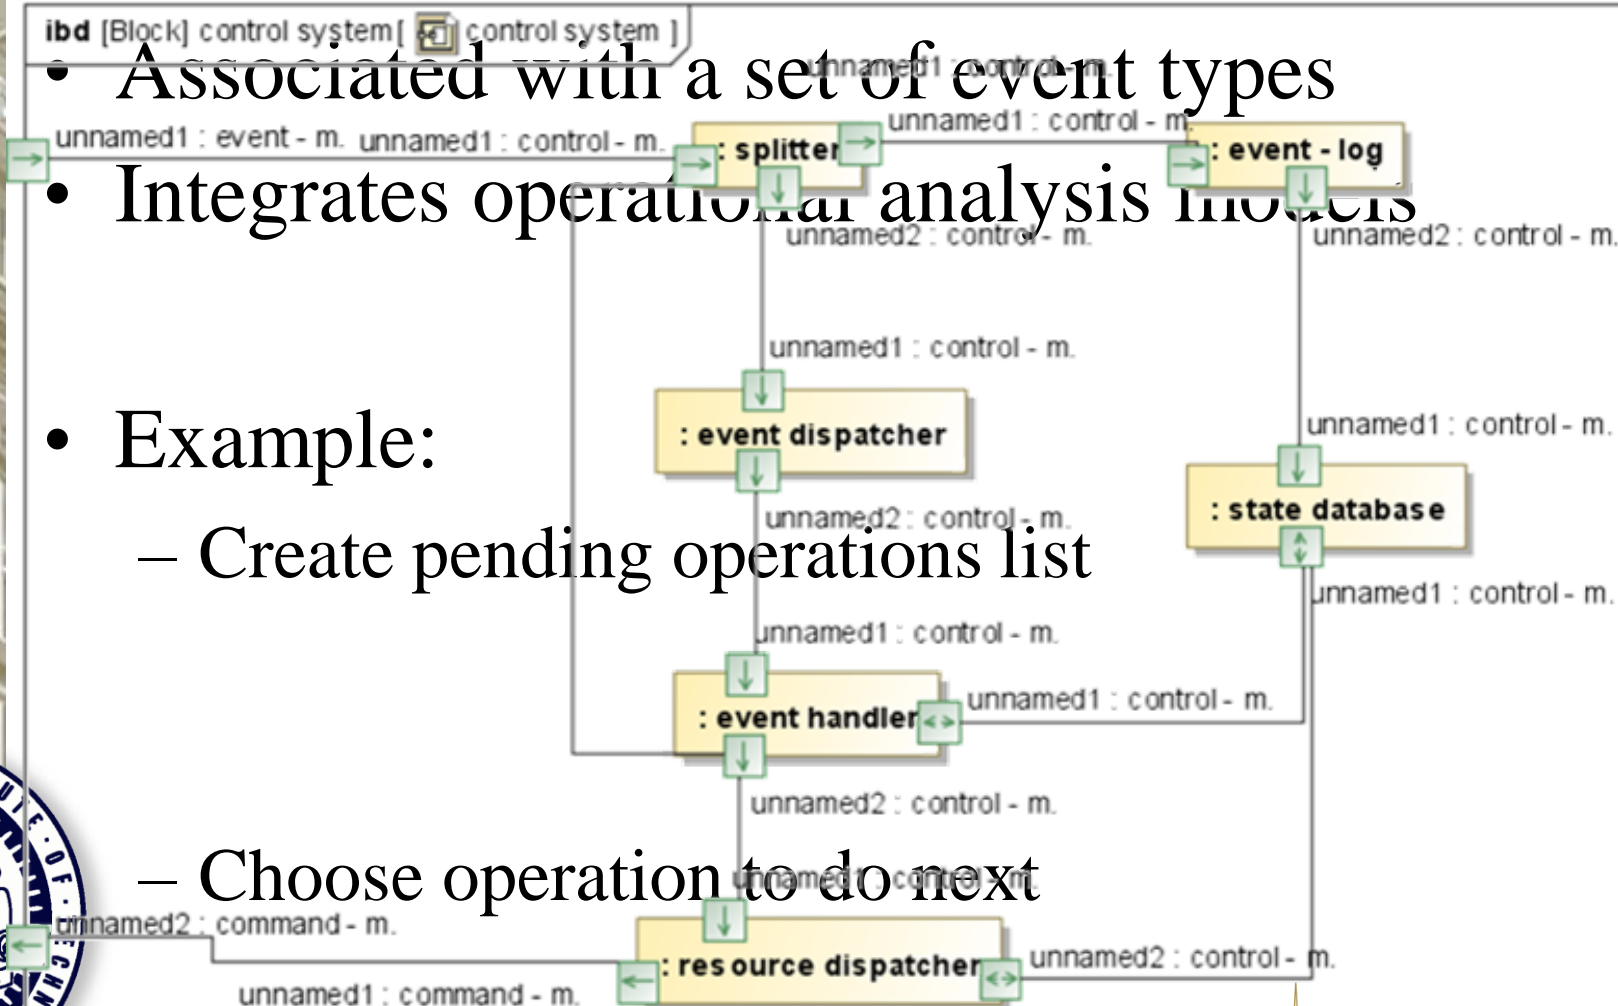 ibd [Block] control system[ control system ]
• Associated with a set of event types
unnamed1 : control - m.
unnamed1 : event - m. unnamed1 : control - m. : splitter unnamed1 : control - m. : event - log
• Integrates operational analysis models
unnamed2 : control - m. unnamed2 : control - m.
unnamed1 : control - m.
• Example:
: event dispatcher unnamed1 : control - m.
unnamed2 : control - m. : state database
– Create pending operations list
unnamed1 : control - m.
unnamed1 : control - m.
: event handler unnamed1 : control - m.
unnamed2 : control - m.
– Choose operation to do next
unnamed1 : control - m.
unnamed2 : command - m.
: resource dispatcher unnamed2 : control - m.
unnamed1 : command - m.
UTE · OF · TECHN